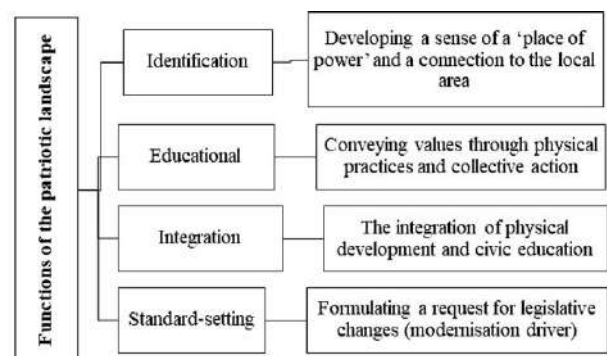 Functions of the patriotic landscape
Identification
Developing a sense of a ‘place of
power’ and a connection to the local
area
Educational
Conveying values through physical
practices and collective action
Integration
The integration of physical
development and civic education
Standard-setting
Formulating a request for legislative
changes (modernisation driver)